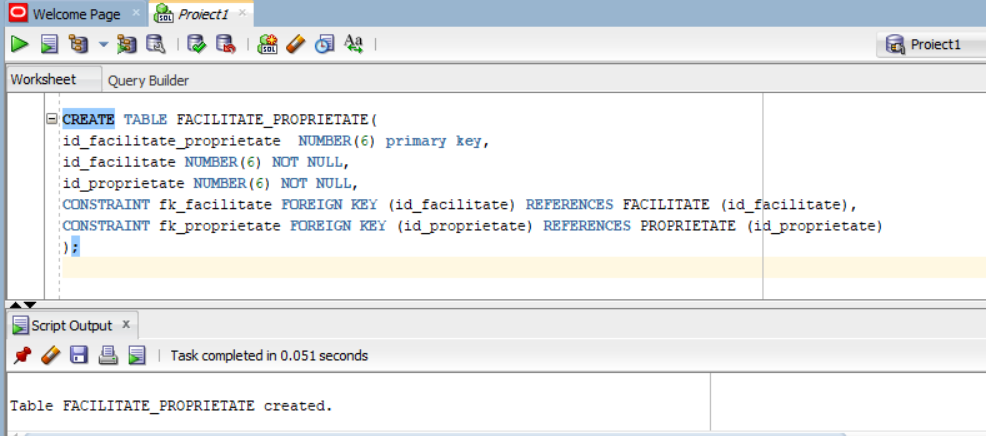 Welcome Page
Proiect1
Proiect1
Worksheet
Query Builder
CREATE TABLE FACILITATE_PROPRIETATE(
id_facilitate_proprietate  NUMBER(6) primary key,
id_facilitate NUMBER(6) NOT NULL,
id_proprietate NUMBER(6) NOT NULL,
CONSTRAINT fk_facilitate FOREIGN KEY (id_facilitate) REFERENCES FACILITATE (id_facilitate),
CONSTRAINT fk_proprietate FOREIGN KEY (id_proprietate) REFERENCES PROPRIETATE (id_proprietate)
);
Script Output
Task completed in 0.051 seconds
Table FACILITATE_PROPRIETATE created.